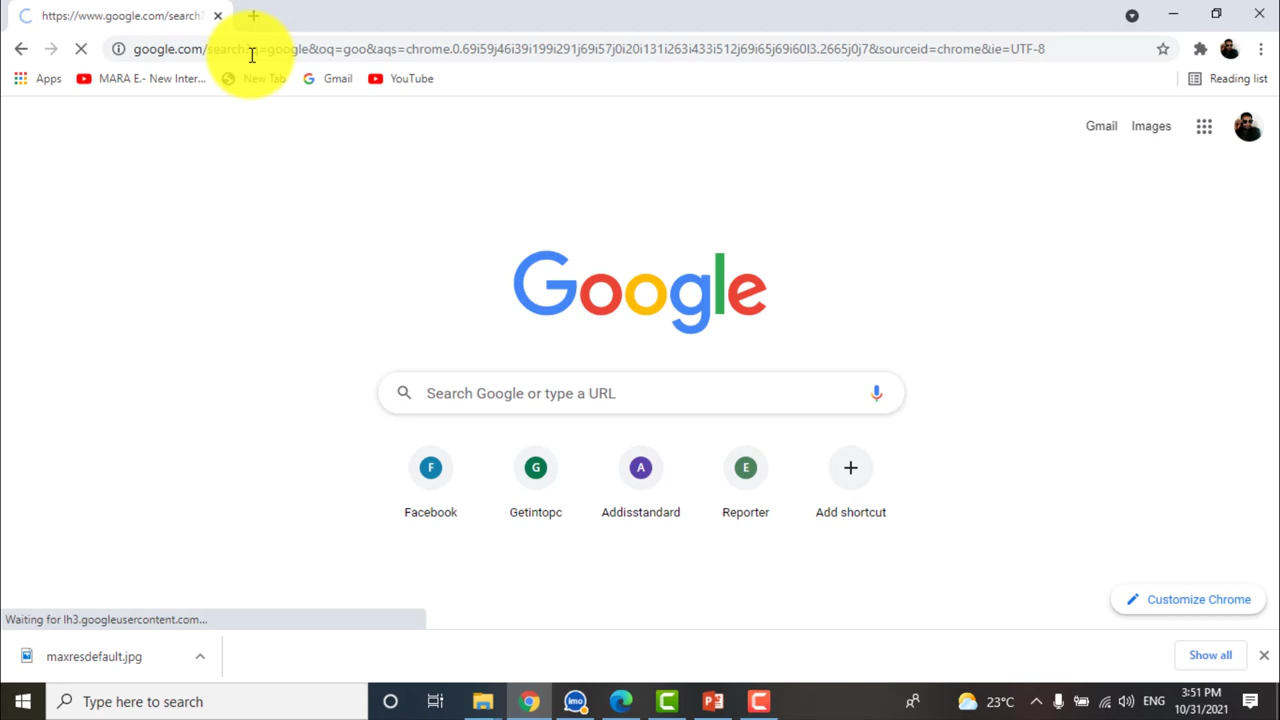 https://www.google.com/search?
google.com/search?q=google&oq=goo&aqs=chrome.0.69i59j46i39i199i291j69i57j0i20i131i263i433i512j69i65j69i60l3.2665j0j7&sourceid=chrome&ie=UTF-8
Apps MARA E.- New Inter... New Tab Gmail YouTube Reading list
Gmail Images
Google
Search Google or type a URL
F G A E
Facebook Getintopc Addisstandard Reporter Add shortcut
Customize Chrome
Waiting for lh3.googleusercontent.com...
maxresdefault.jpg Show all
Type here to search imo 23°C ENG 3:51 PM
10/31/2021